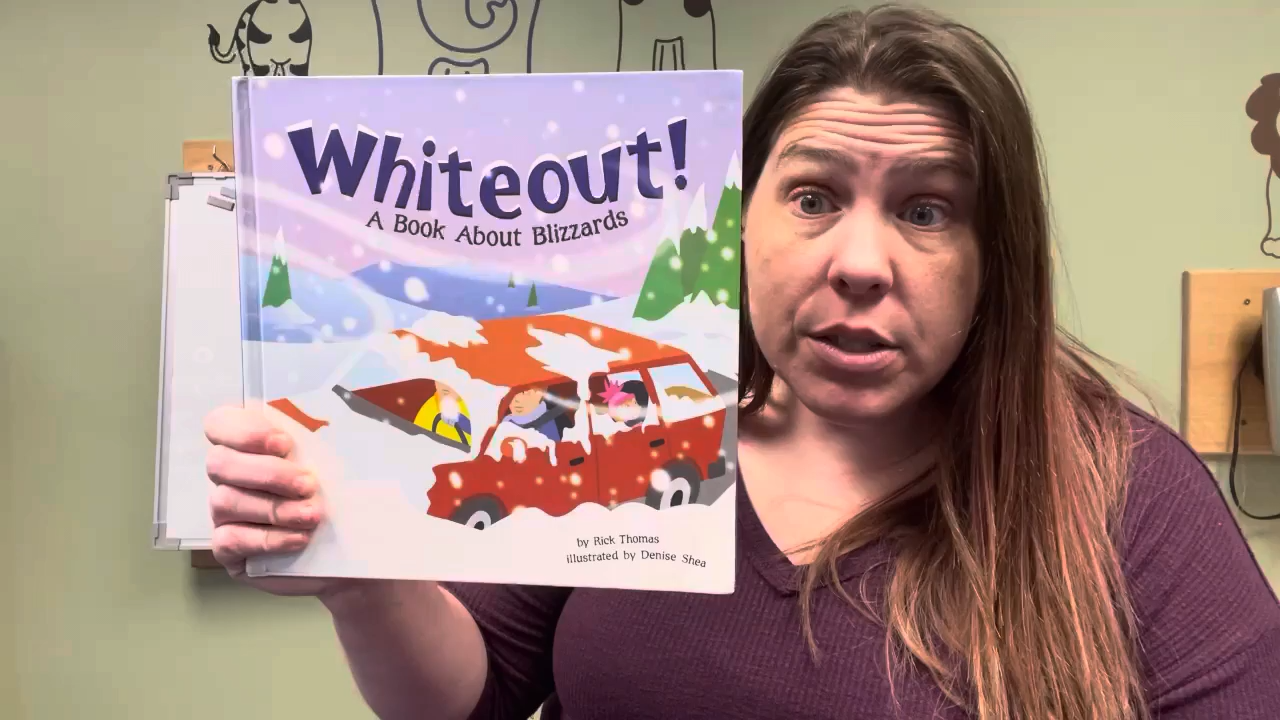 Whiteout!
A Book About Blizzards
by Rick Thomas
illustrated by Denise Shea